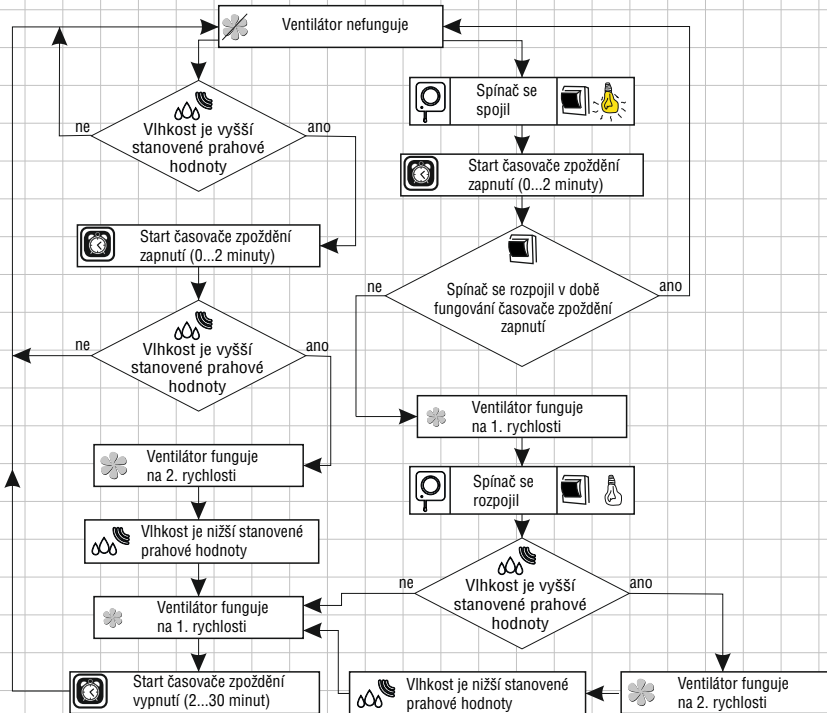 Ventilátor nefunguje
Vlhkost je vyšší
stanovené prahové
hodnoty
ne
ano
Start časovače zpoždění
zapnutí (0...2 minuty)
Vlhkost je vyšší
stanovené prahové
hodnoty
ne
ano
Ventilátor funguje
na 2. rychlosti
Vlhkost je nižší stanovené
prahové hodnoty
Ventilátor funguje
na 1. rychlosti
Start časovače zpoždění
vypnutí (2...30 minut)
Spínač se
spojil
Start časovače zpoždění
zapnutí (0...2 minuty)
ne
ano
Spínač se rozpojil v době
fungování časovače zpoždění
zapnutí
Ventilátor funguje
na 1. rychlosti
Spínač se
rozpojil
ne
ano
Vlhkost je vyšší
stanovené prahové
hodnoty
Vlhkost je nižší stanovené
prahové hodnoty
Ventilátor funguje
na 2. rychlosti